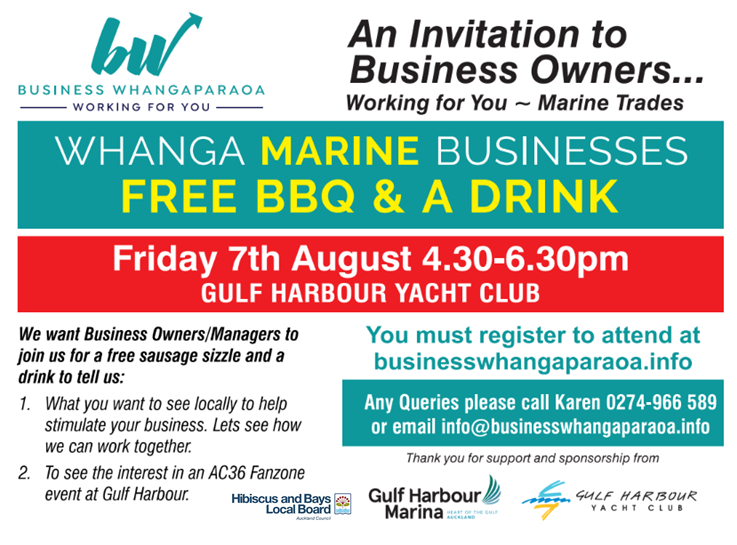 bw
BUSINESS WHANGAPARAOA
WORKING FOR YOU
An Invitation to
Business Owners...
Working for You ~ Marine Trades
WHANGA MARINE BUSINESSES
FREE BBQ & A DRINK
Friday 7th August 4.30-6.30pm
GULF HARBOUR YACHT CLUB
We want Business Owners/Managers to
join us for a free sausage sizzle and a
drink to tell us:
1. What you want to see locally to help
stimulate your business. Lets see how
we can work together.
2. To see the interest in an AC36 Fanzone
event at Gulf Harbour.
You must register to attend at
businesswhangaparaoa.info
Any Queries please call Karen 0274-966 589
or email info@businesswhangaparaoa.info
Thank you for support and sponsorship from
Hibiscus and Bays
Local Board
Auckland Council
Gulf Harbour
Marina
HEART OF THE GULF
AUCKLAND
GULF HARBOUR
YACHT CLUB